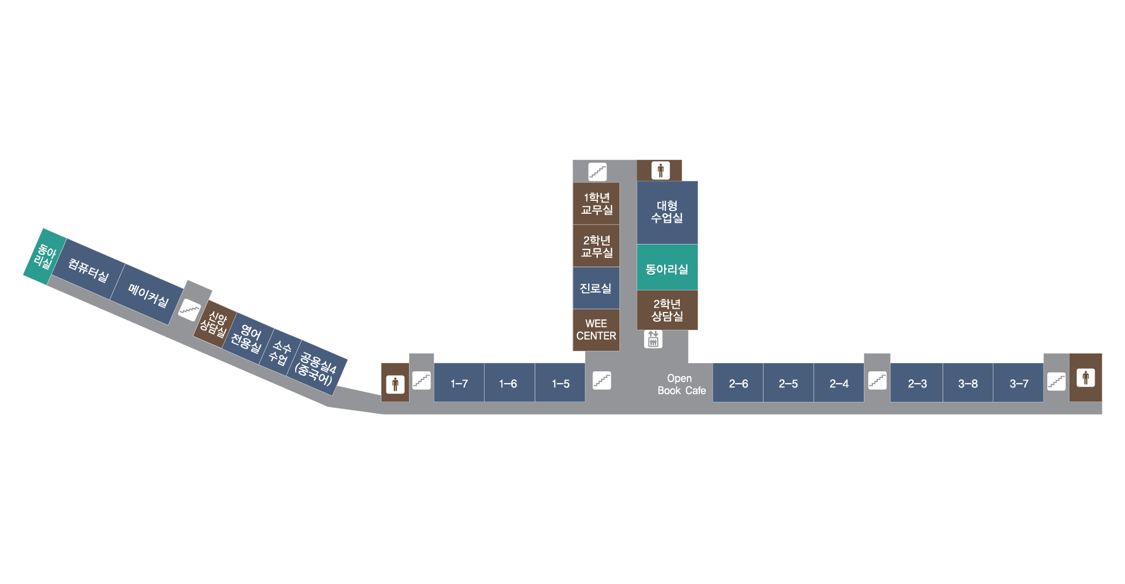 1학년
교무실
2학년
교무실
진로실
WEE
CENTER
대형
수업실
동아리실
2학년
상담실
동아
리실
컴퓨터실
메이커실
신앙
상담실
영어
전용실
소수
수업
공용실4
(중국어)
1-7
1-6
1-5
Open
Book Cafe
2-6
2-5
2-4
2-3
3-8
3-7